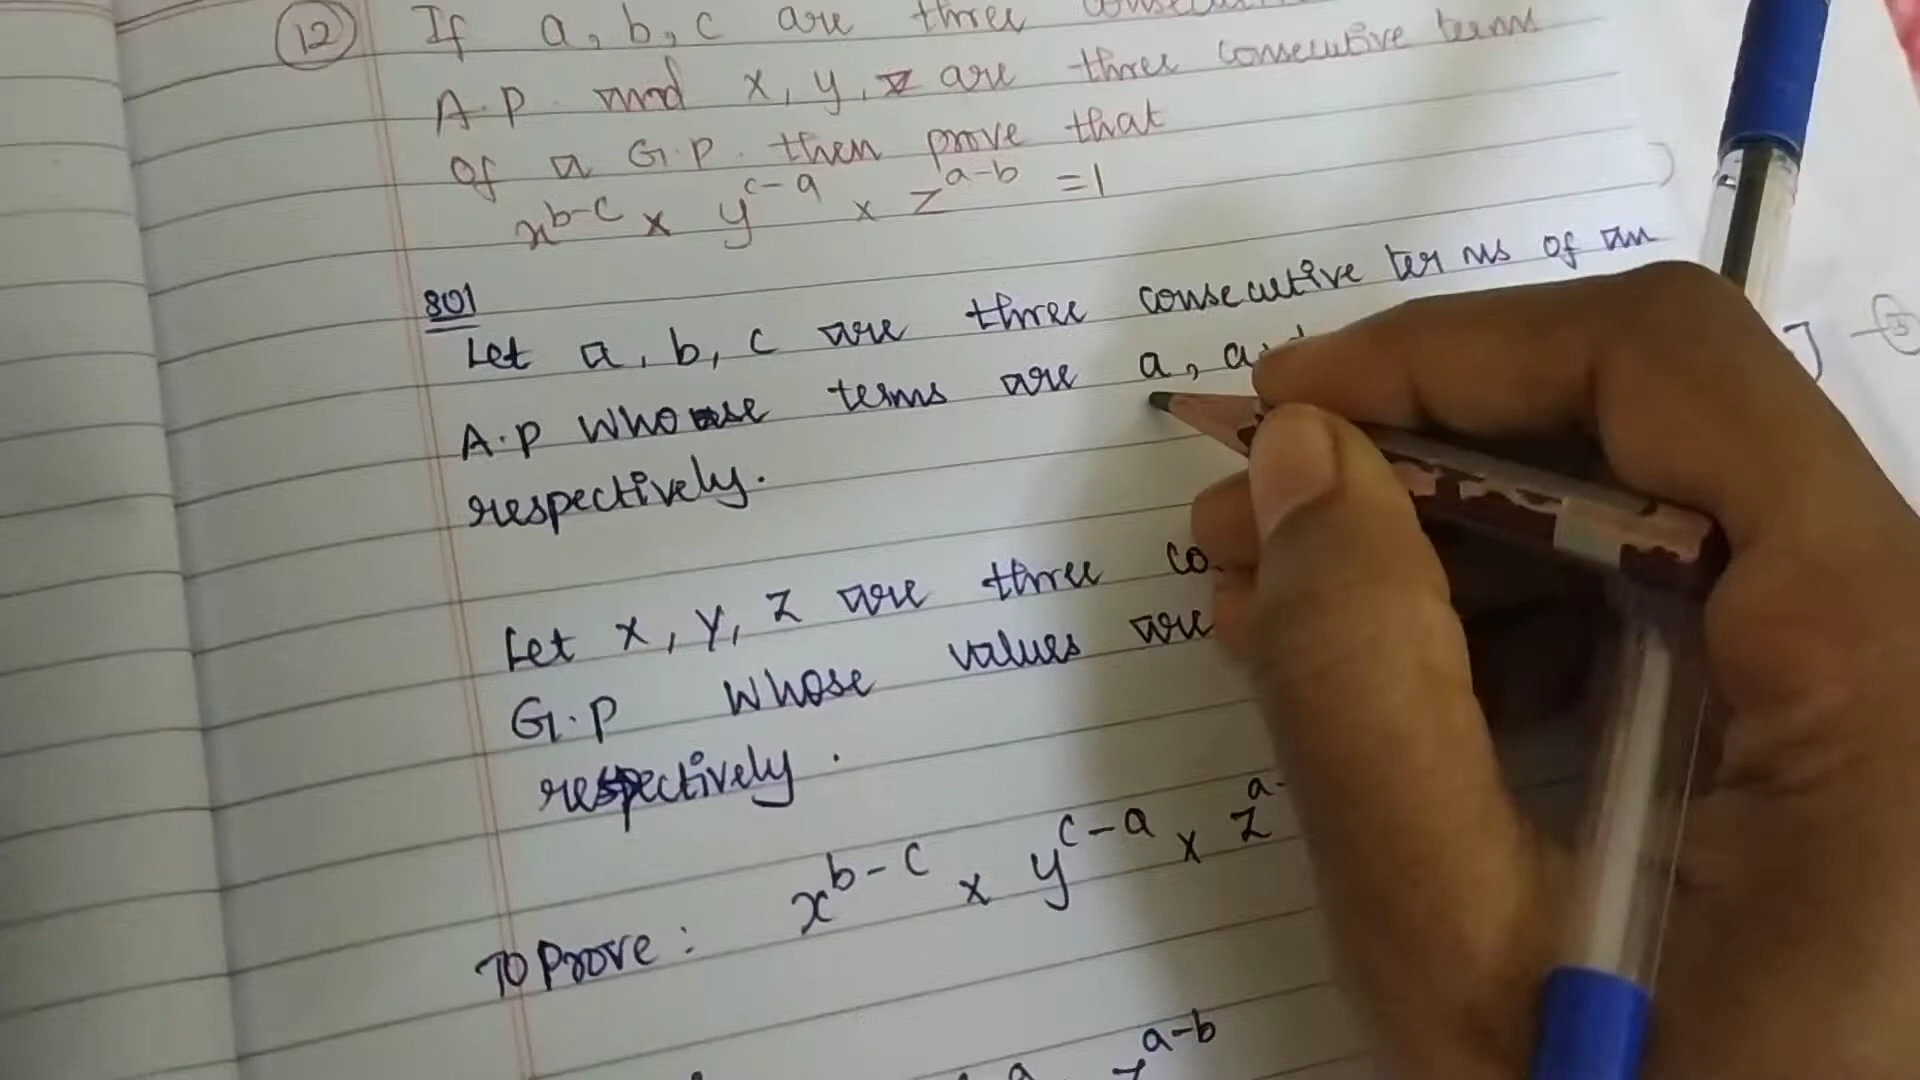 12 If a, b, c are three
A.P. and x, y, z are three consecutive terms
of a G.P. then prove that
x^{b-c} × y^{c-a} × z^{a-b} = 1
Sol
Let a, b, c are three consecutive terms of an
A.P whose terms are a,
respectively.
Let x, y, z are three
G.P whose values are
respectively.
To Prove : x^{b-c} × y^{c-a} × z
a-b